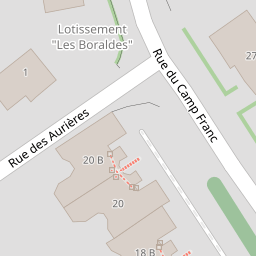 Lotissement
"Les Boraldes"
Rue du Camp Franc
27
1
Rue des Aurières
20 B
20
18 B